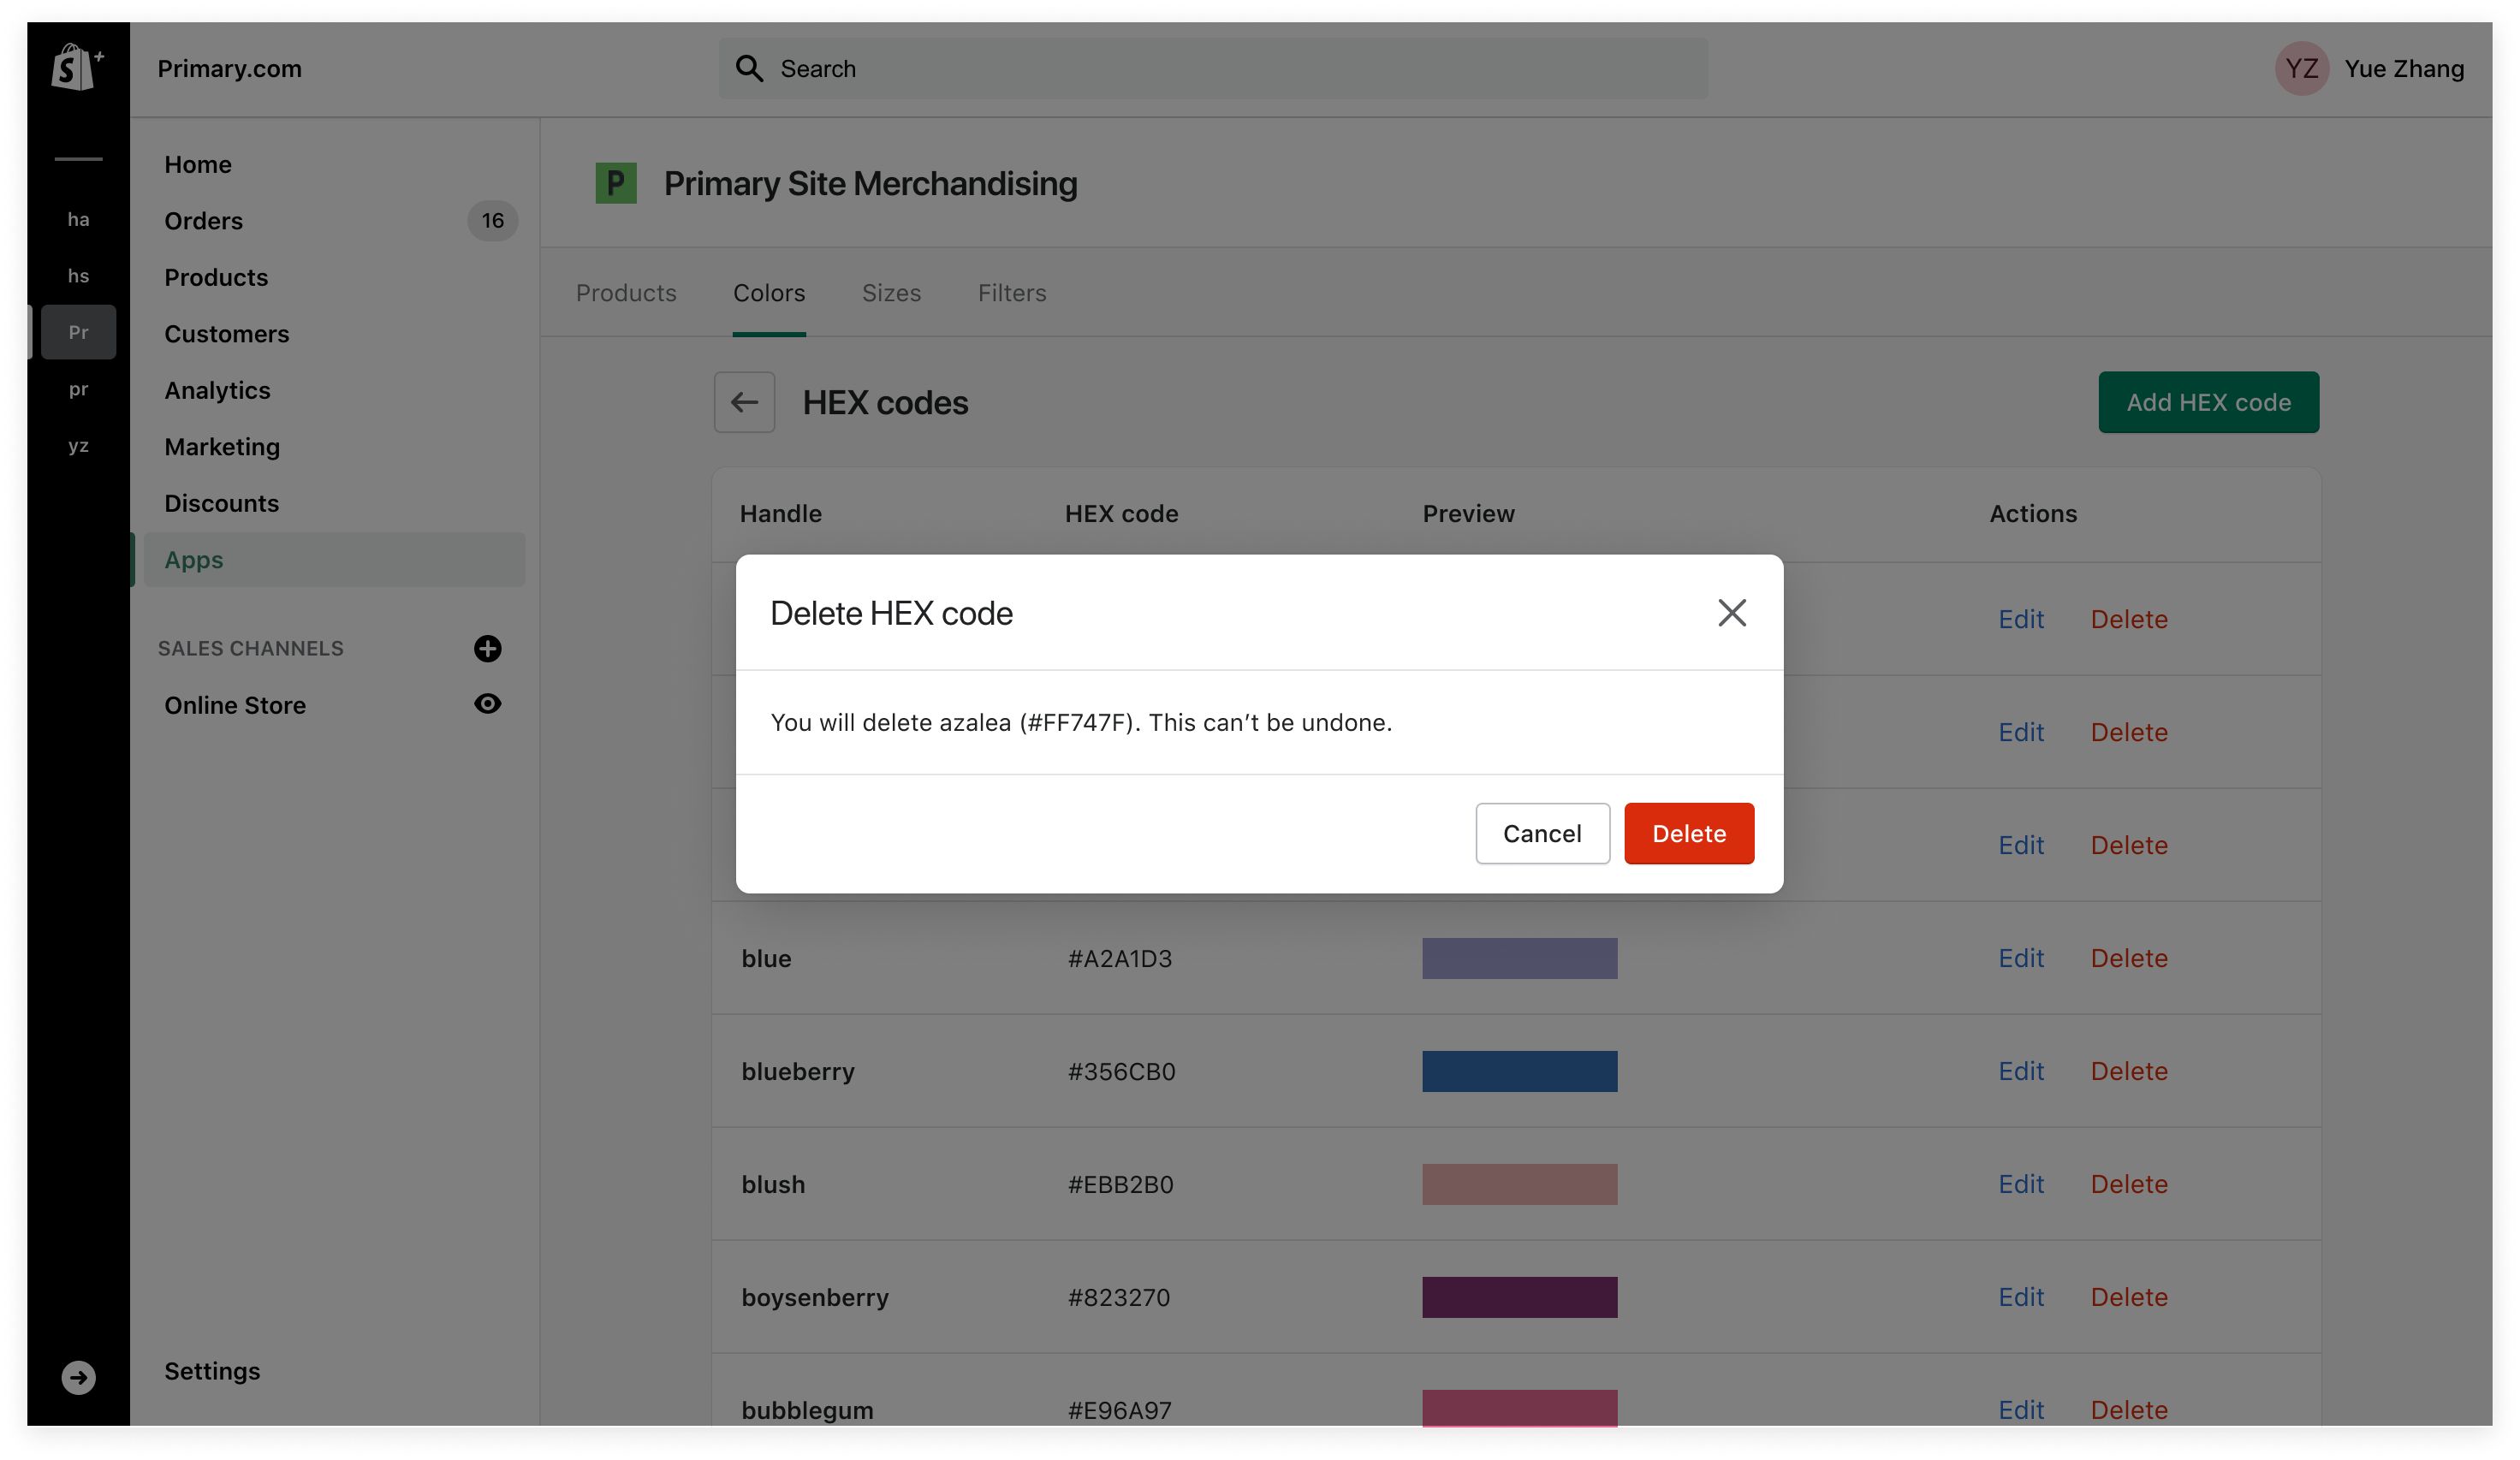 Primary.com
Search
YZ Yue Zhang
ha
hs
Pr
pr
yz
Home
Orders 16
Products
Customers
Analytics
Marketing
Discounts
Apps
SALES CHANNELS
Online Store
Settings
P Primary Site Merchandising
Products Colors Sizes Filters
HEX codes
Add HEX code
Handle HEX code Preview Actions
Edit Delete
Edit Delete
Edit Delete
Delete HEX code
You will delete azalea (#FF747F). This can’t be undone.
Cancel Delete
blue #A2A1D3 Edit Delete
blueberry #356CB0 Edit Delete
blush #EBB2B0 Edit Delete
boysenberry #823270 Edit Delete
bubblegum #E96A97 Edit Delete